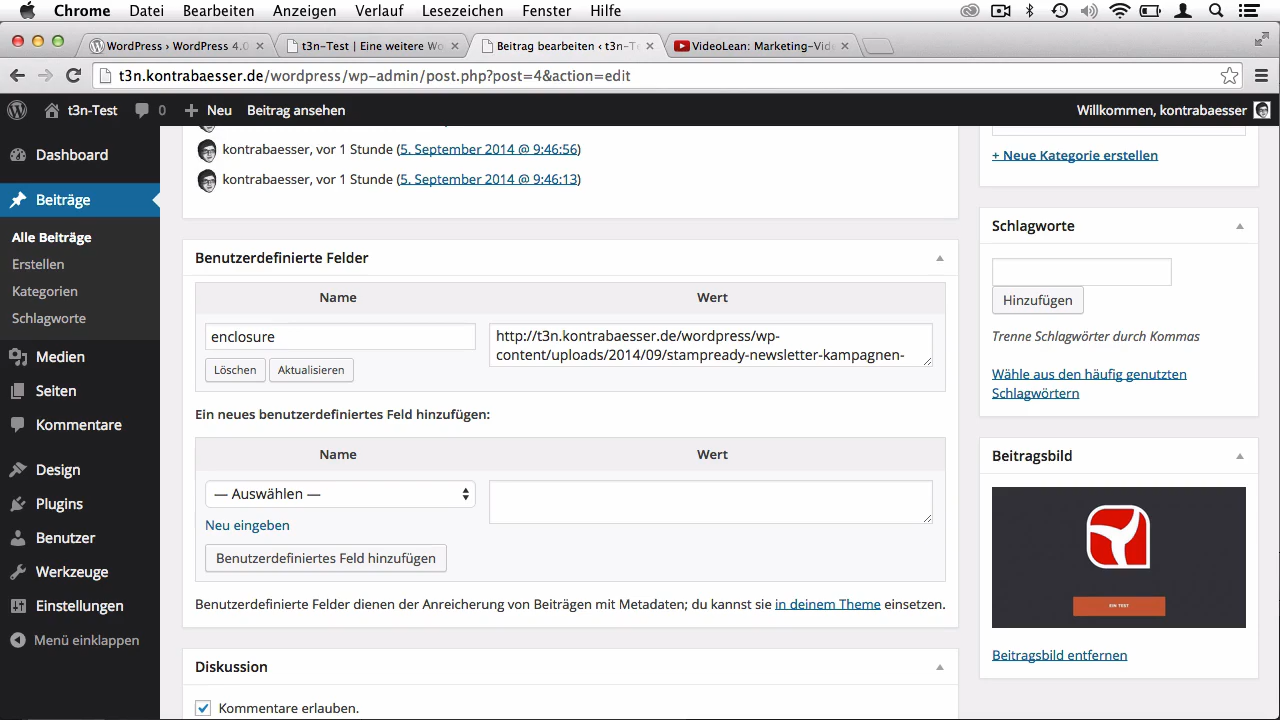 Chrome Datei Bearbeiten Anzeigen Verlauf Lesezeichen Fenster Hilfe
WordPress › WordPress 4.0 t3n-Test | Eine weitere Wo Beitrag bearbeiten ‹ t3n-T VideoLean: Marketing-Vide
t3n.kontrabaesser.de/wordpress/wp-admin/post.php?post=4&action=edit
t3n-Test 0 Neu Beitrag ansehen Willkommen, kontrabaesser
Dashboard
Beiträge
Alle Beiträge
Erstellen
Kategorien
Schlagworte
Medien
Seiten
Kommentare
Design
Plugins
Benutzer
Werkzeuge
Einstellungen
Menü einklappen
kontrabaesser, vor 1 Stunde (5. September 2014 @ 9:46:56)
kontrabaesser, vor 1 Stunde (5. September 2014 @ 9:46:13)
Benutzerdefinierte Felder
Name Wert
enclosure
http://t3n.kontrabaesser.de/wordpress/wp-
content/uploads/2014/09/stampready-newsletter-kampagnen-
Löschen Aktualisieren
Ein neues benutzerdefiniertes Feld hinzufügen:
Name Wert
— Auswählen —
Neu eingeben
Benutzerdefiniertes Feld hinzufügen
Benutzerdefinierte Felder dienen der Anreicherung von Beiträgen mit Metadaten; du kannst sie in deinem Theme einsetzen.
Diskussion
Kommentare erlauben.
+ Neue Kategorie erstellen
Schlagworte
Hinzufügen
Trenne Schlagwörter durch Kommas
Wähle aus den häufig genutzten
Schlagwörtern
Beitragsbild
EIN TEST
Beitragsbild entfernen